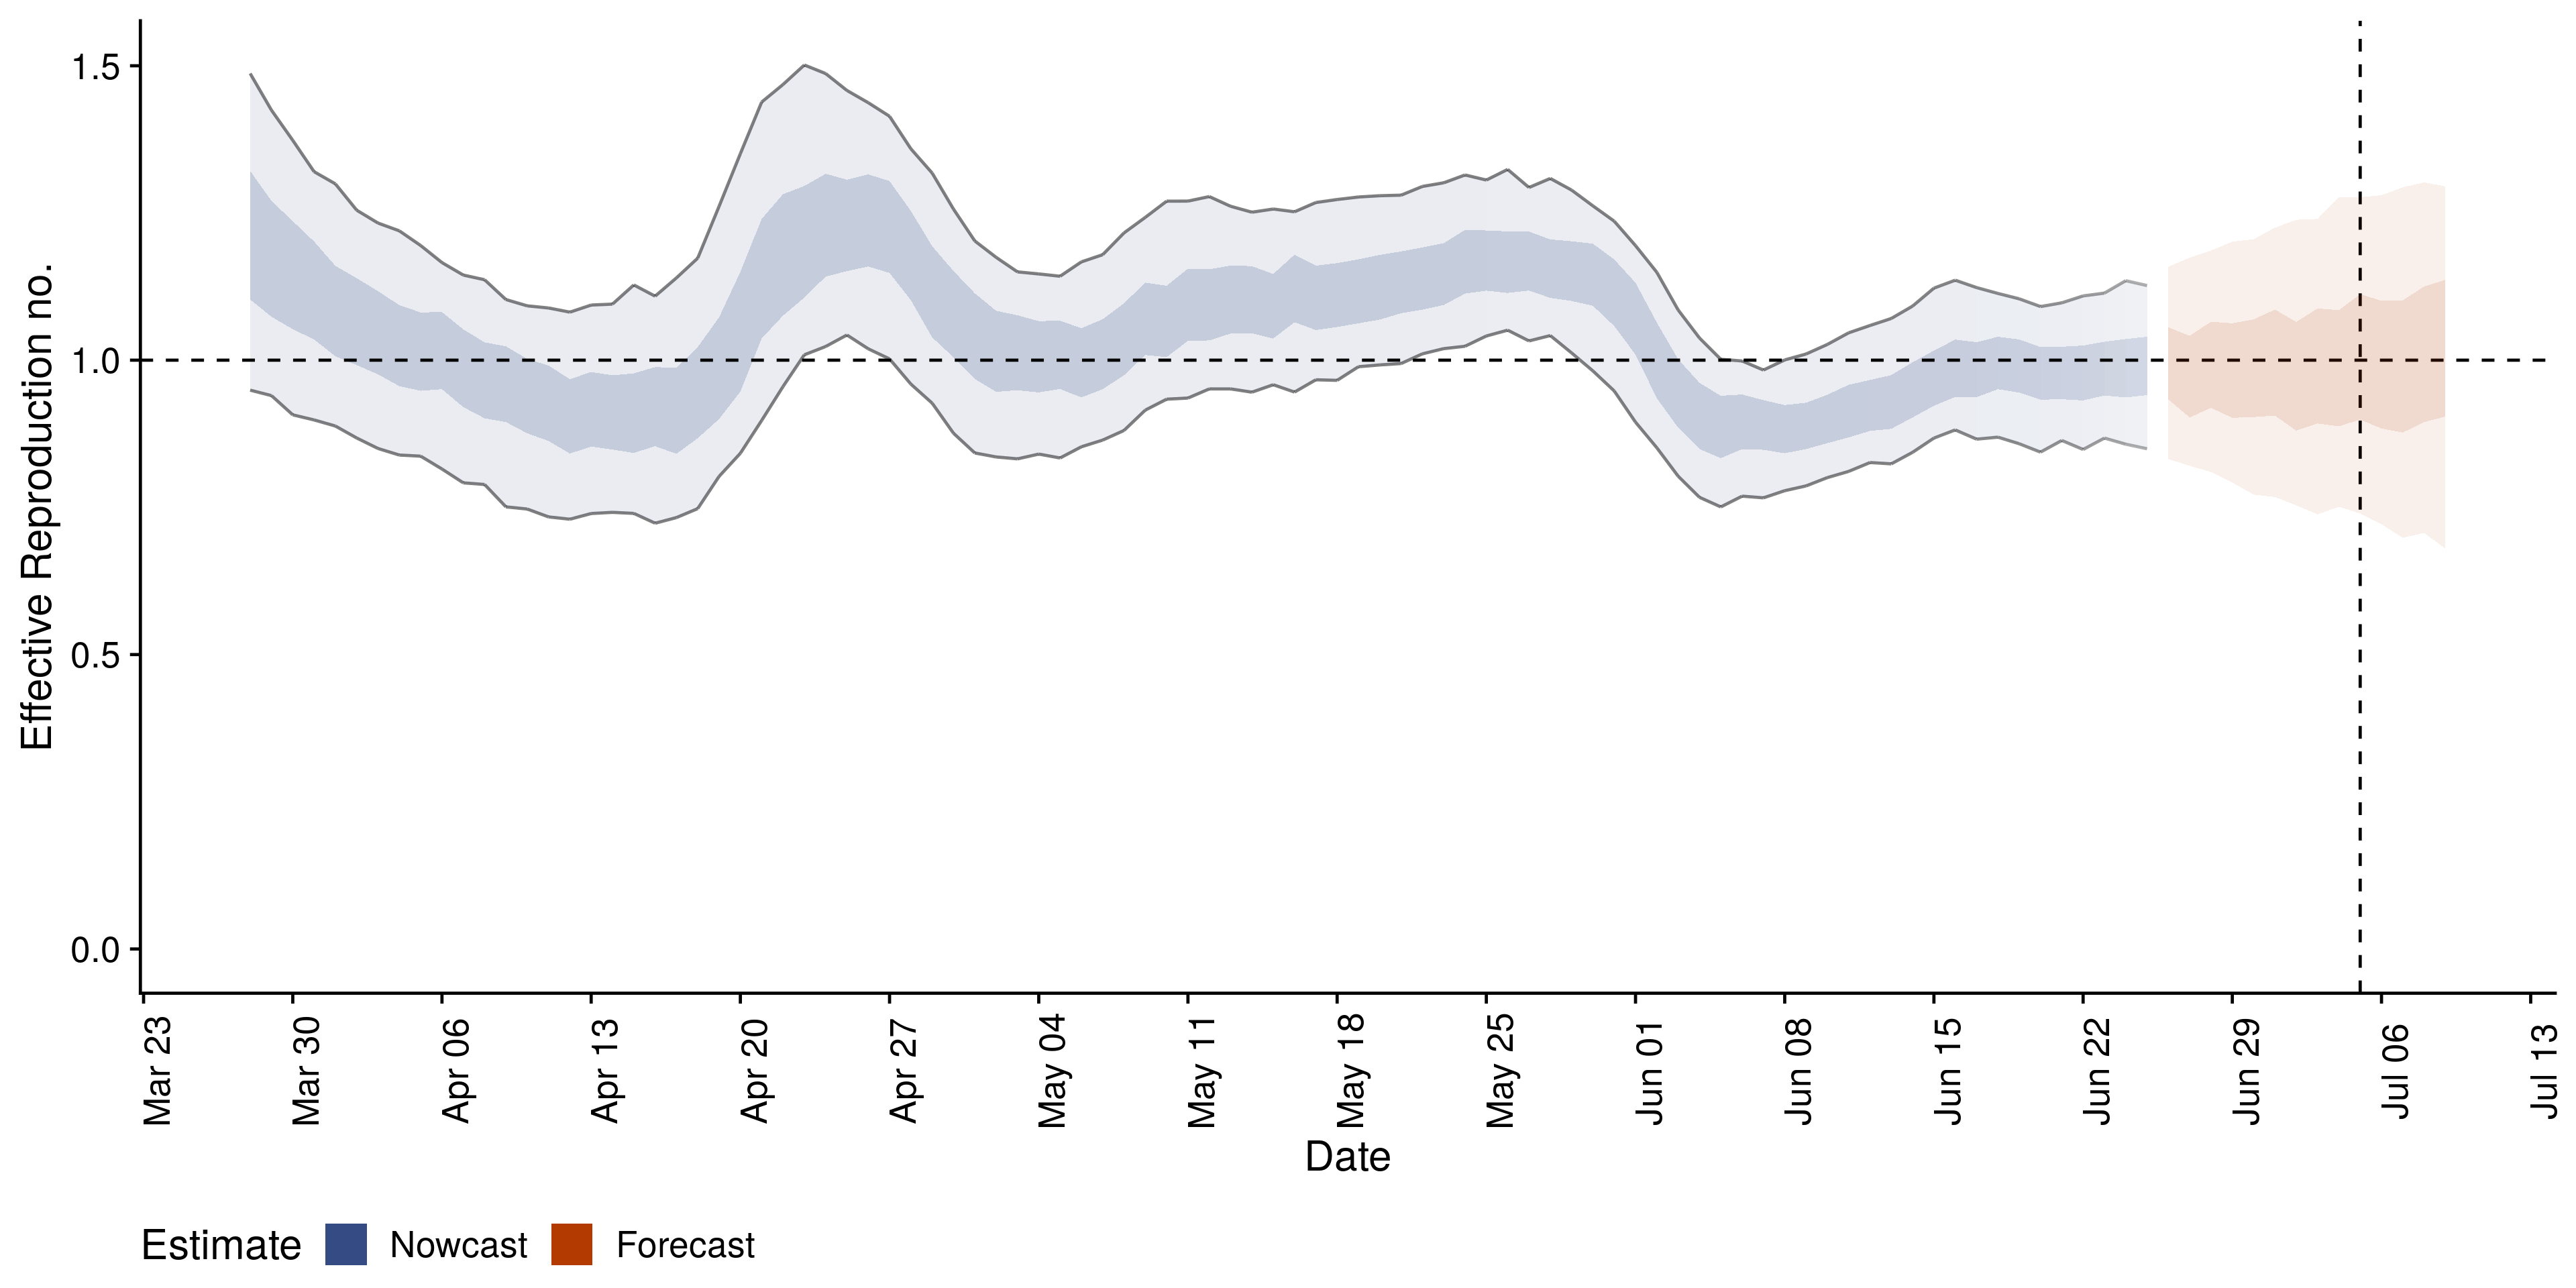 Effective Reproduction no.
1.5
1.0
0.5
0.0
Mar 23
Mar 30
Apr 06
Apr 13
Apr 20
Apr 27
May 04
May 11
May 18
May 25
Jun 01
Jun 08
Jun 15
Jun 22
Jun 29
Jul 06
Jul 13
Date
Estimate Nowcast Forecast